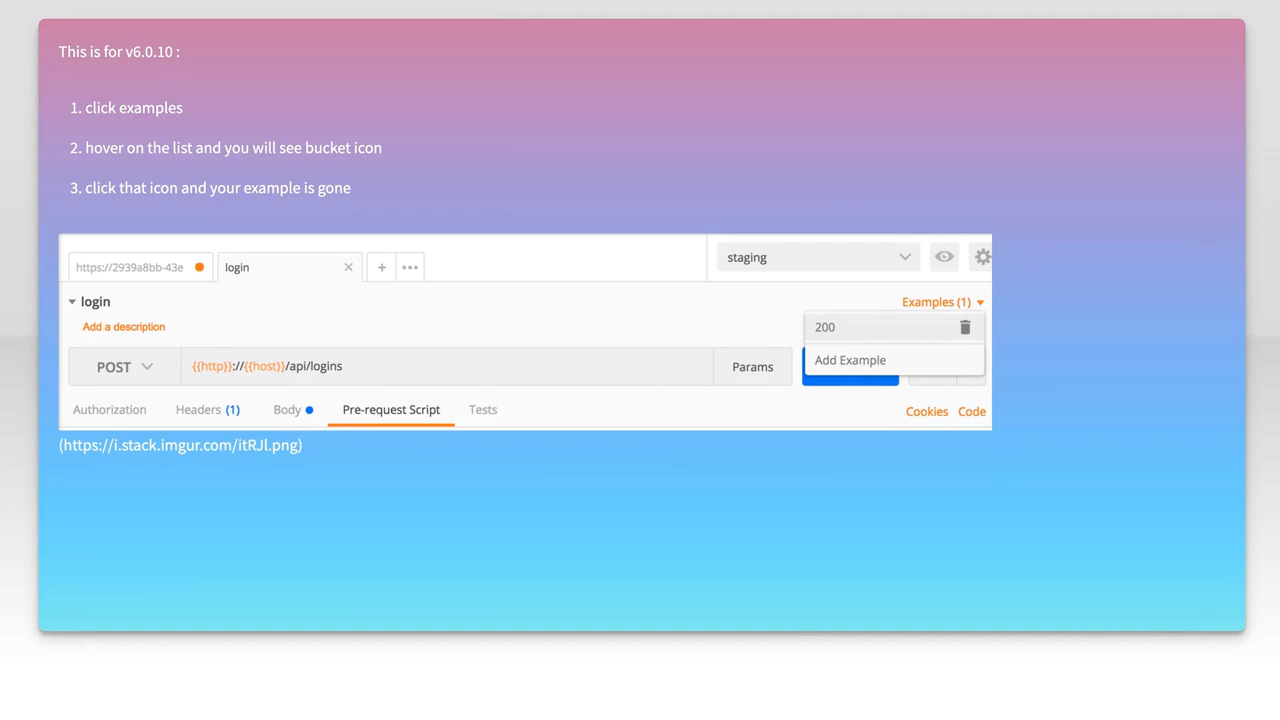 This is for v6.0.10 :
1. click examples
2. hover on the list and you will see bucket icon
3. click that icon and your example is gone
https://2939a8bb-43e
login
+
•••
staging
login
Examples (1)
Add a description
200
POST
{{http}}://{{host}}/api/logins
Params
Add Example
Authorization
Headers (1)
Body
Pre-request Script
Tests
Cookies
Code
(https://i.stack.imgur.com/itRJl.png)